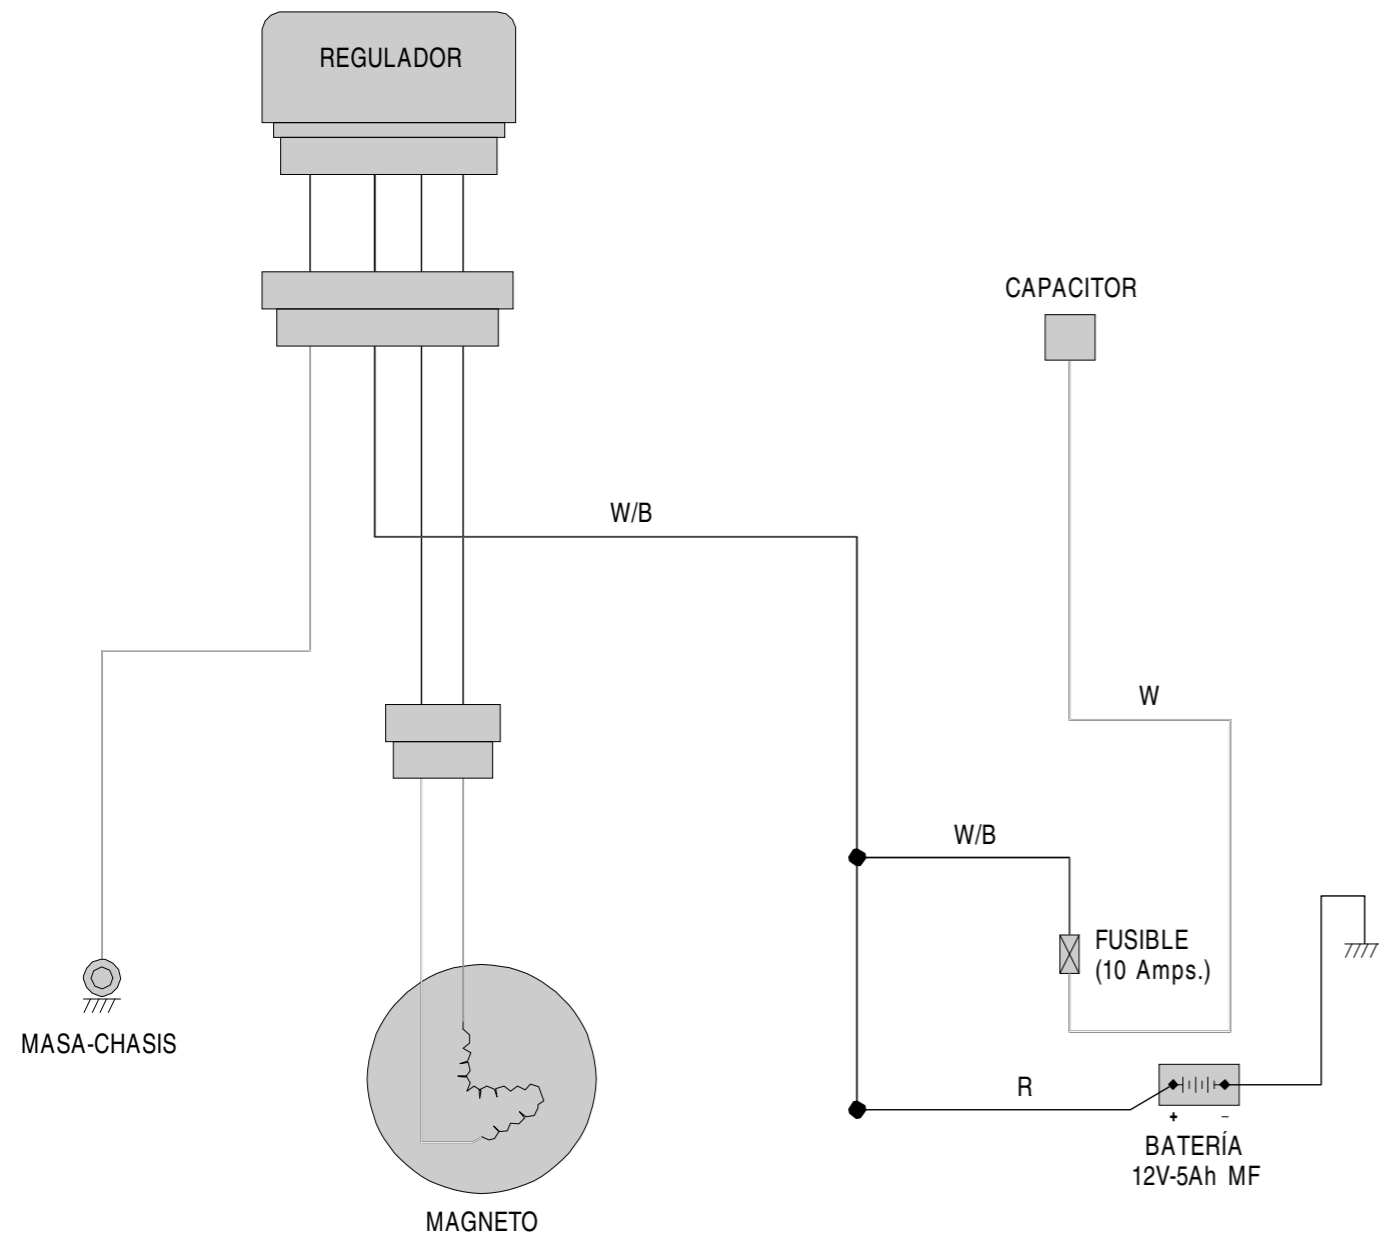 REGULADOR
CAPACITOR
W/B
W
W/B
FUSIBLE
(10 Amps.)
MASA-CHASIS
R
+ −
BATERÍA
12V-5Ah MF
MAGNETO